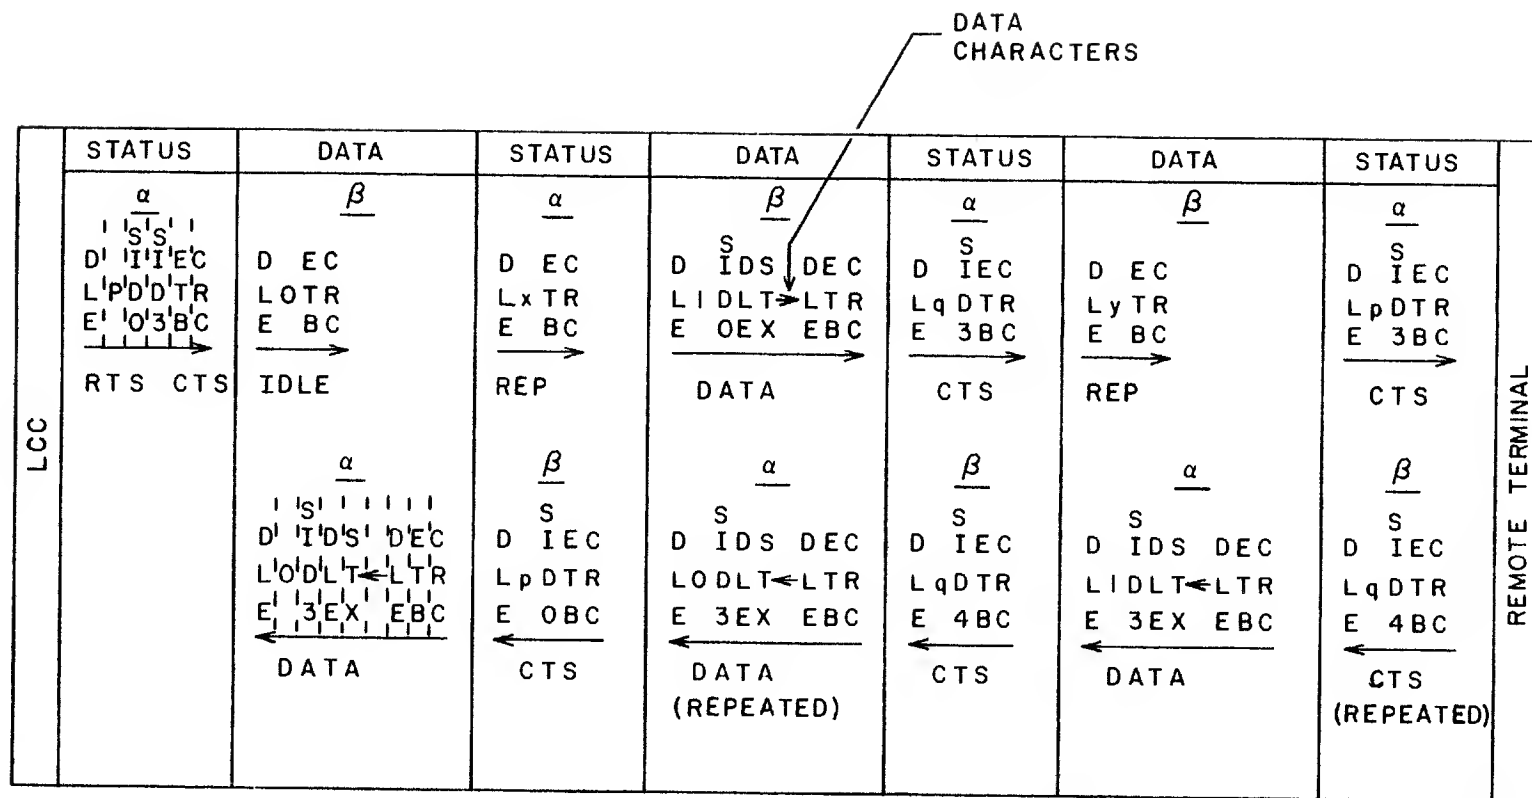 DATA
CHARACTERS
STATUS DATA STATUS DATA STATUS DATA STATUS
α β α β α β α
S S S S S
D I I E C D E C D E C D I D S D E C D I E C D E C D I E C
L P D D T R L O T R L x T R L I D L T L T R L q D T R L y T R L p D T R
E O 3 B C E B C E B C E O E X E B C E 3 B C E B C E 3 B C
RTS CTS IDLE REP DATA CTS REP CTS
LCC
REMOTE TERMINAL
α β α β α β
S S S S S S
D I D S D E C D I E C D I D S D E C D I E C D I D S D E C D I E C
L O D L T L T R L p D T R L O D L T L T R L q D T R L I D L T L T R L q D T R
E 3 E X E B C E O B C E 3 E X E B C E 4 B C E 3 E X E B C E 4 B C
DATA CTS DATA CTS DATA CTS
(REPEATED) (REPEATED)